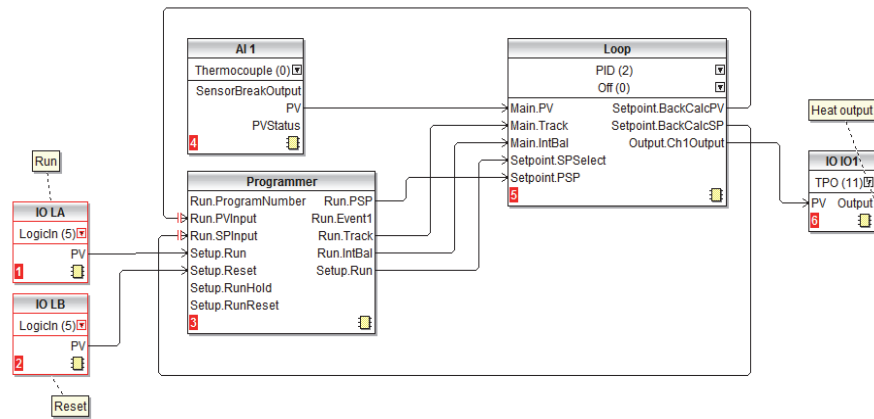 AI 1
Thermocouple (0)
SensorBreakOutput
PV
PVStatus
4
Loop
PID (2)
Off (0)
Main.PV Setpoint.BackCalcPV
Main.Track Setpoint.BackCalcSP
Main.IntBal Output.Ch1Output
Setpoint.SPSelect
Setpoint.PSP
5
Heat output
IO IO1
TPO (11)
PV Output
6
Run
IO LA
LogicIn (5)
PV
1
IO LB
LogicIn (5)
PV
2
Reset
Programmer
Run.ProgramNumber Run.PSP
Run.PVInput Run.Event1
Run.SPInput Run.Track
Setup.Run Run.IntBal
Setup.Reset Setup.Run
Setup.RunHold
Setup.RunReset
3